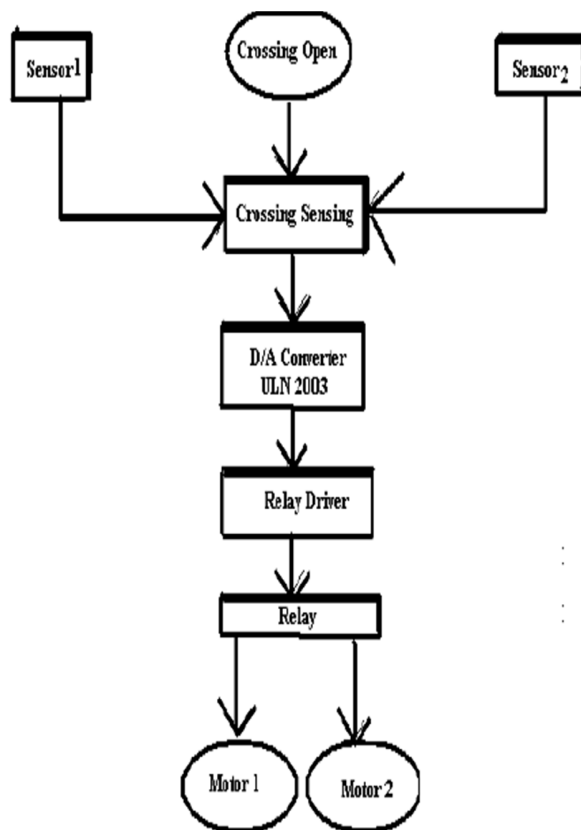 Sensor1
Crossing Open
Sensor2
Crossing Sensing
D/A Converter
ULN 2003
Relay Driver
Relay
Motor 1
Motor 2